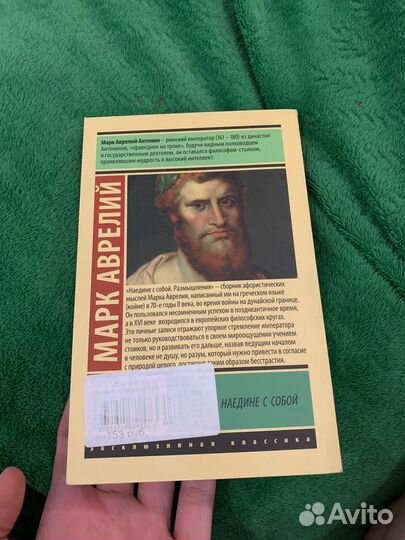 Марк Аврелий Антонин – римский император (161 – 180) из династии
Антонинов, «праведник на троне», будучи видным полководцем
и государственным деятелем, он оставался философом-стоиком,
проявлявшим мудрость и высокий интеллект.
МАРК АВРЕЛИЙ
«Наедине с собой. Размышления» – сборник афористических
мыслей Марка Аврелия, написанный им на греческом языке
(койне) в 70-е годы II века, во время войны на дунайской границе.
Он пользовался несомненным успехом в позднеантичное время,
а в XVI веке возродился в европейских философских кругах.
Эти личные записи отражают упорное стремление императора
не только руководствоваться в своем мироощущении учением
стоиков, но и развивать его дальше, назвав ведущим началом
в человеке не душу, но разум, который нужно привести в согласие
с природой целого, таким образом бесстрастия.
НАЕДИНЕ С СОБОЙ
153 руб
эксклюзивная классика
Avito